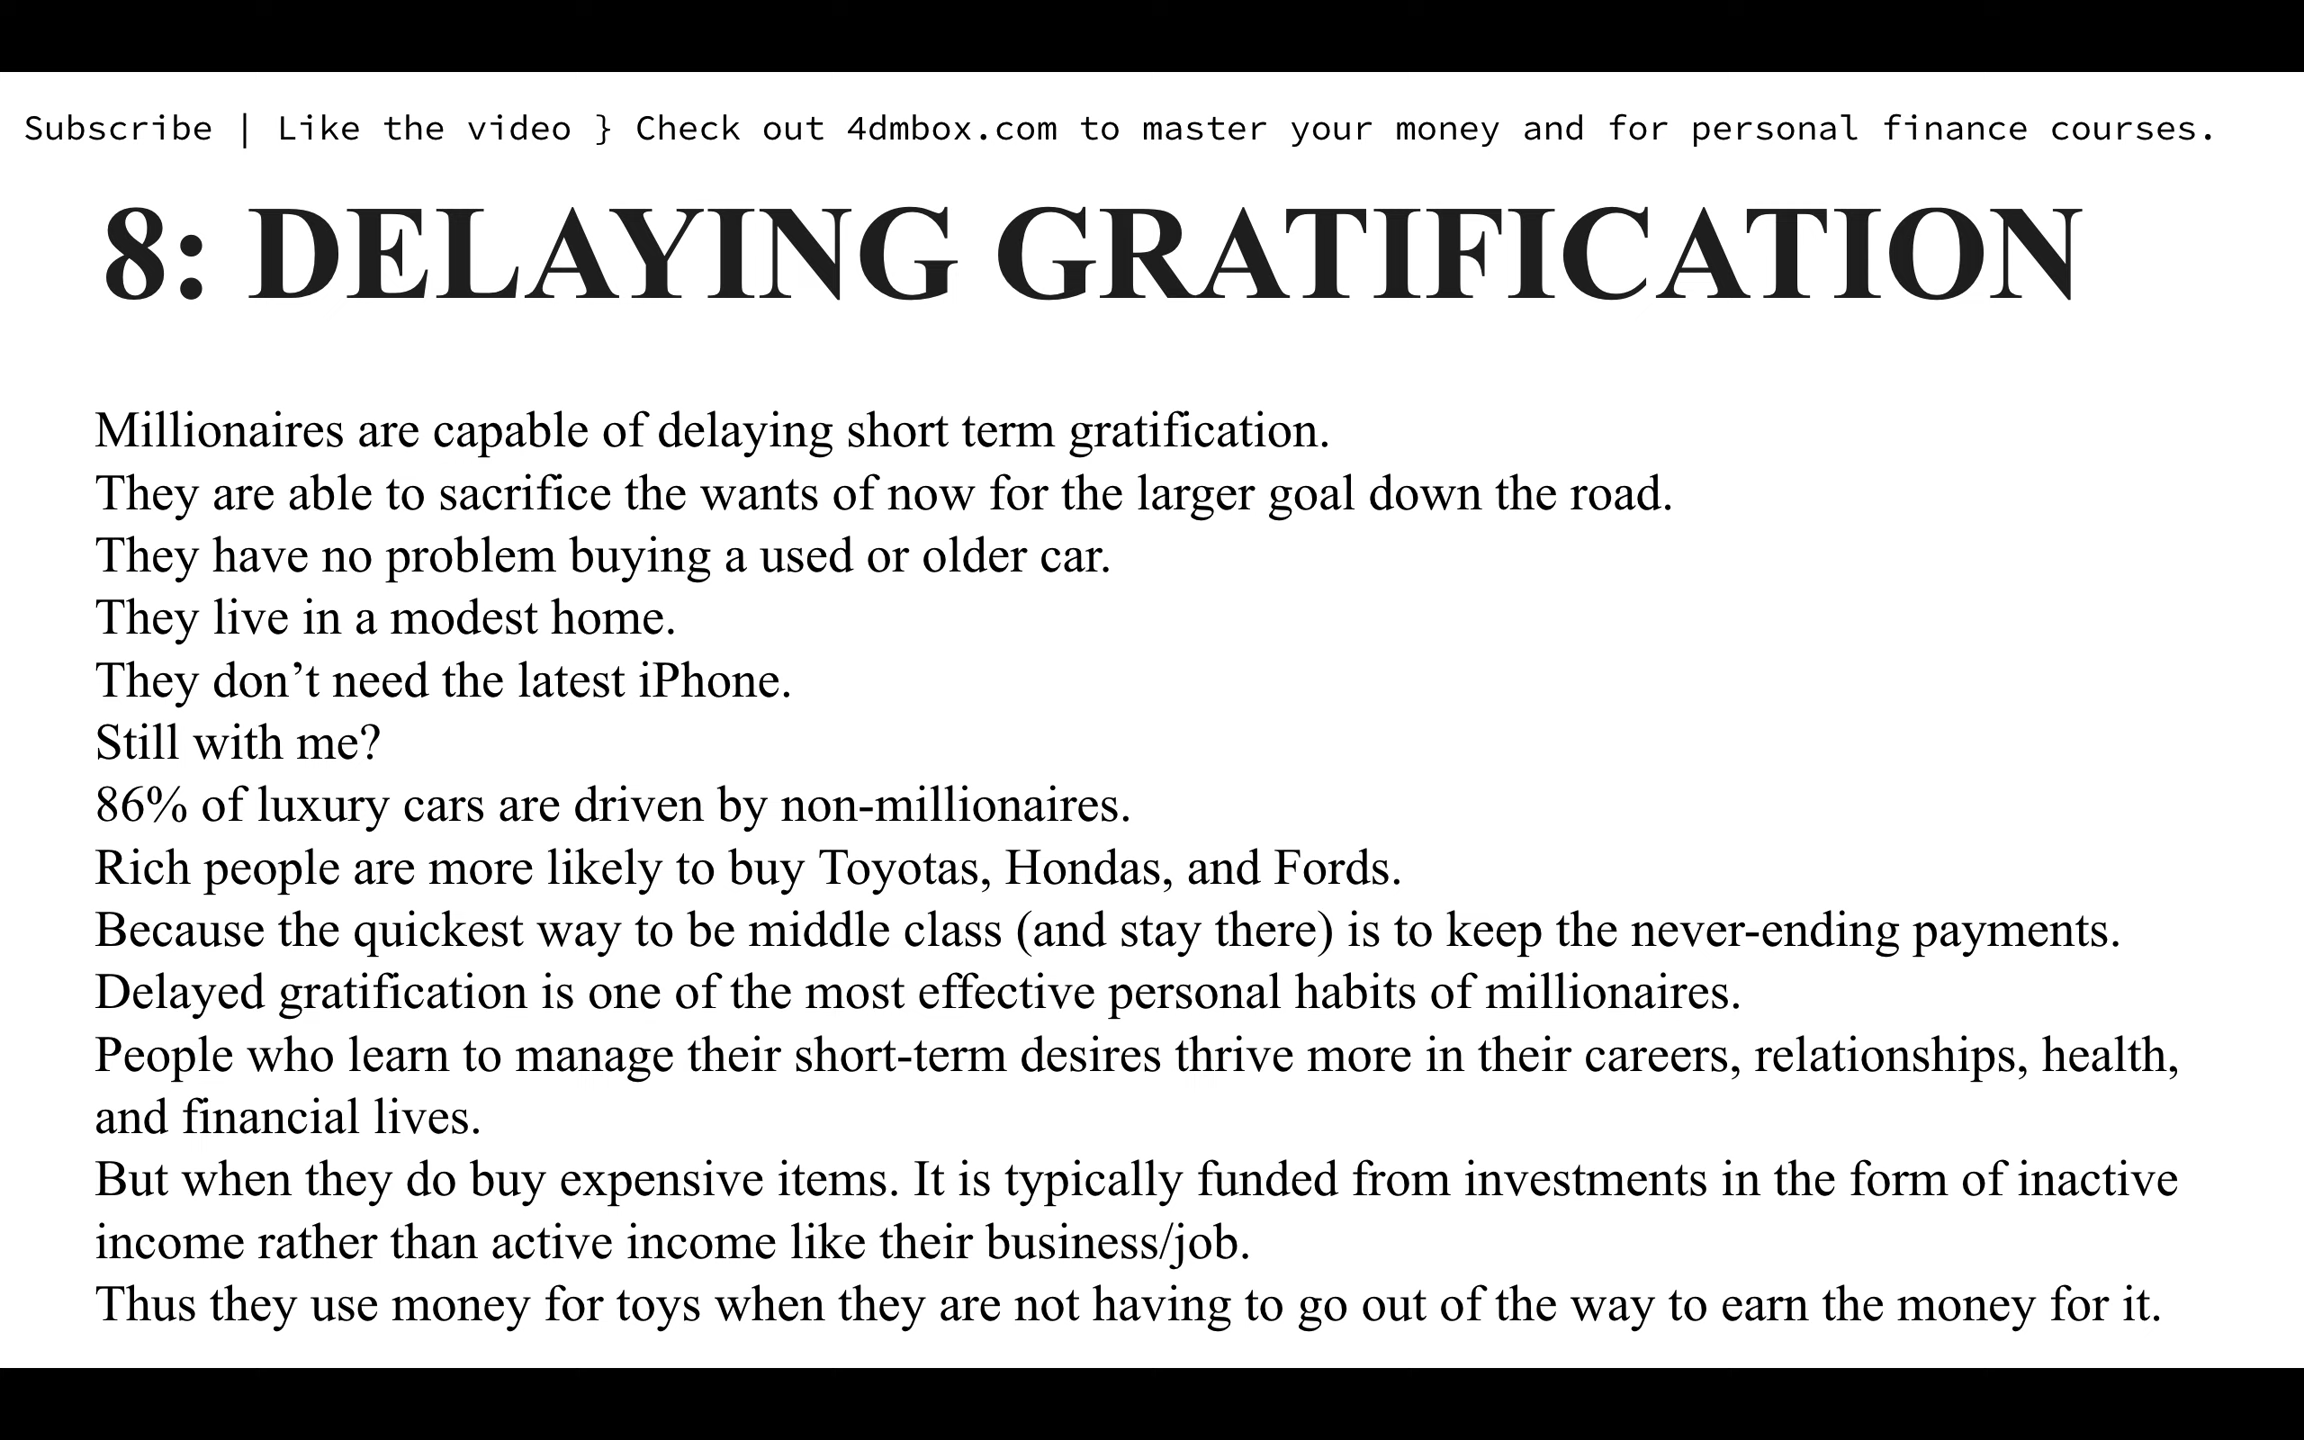 Subscribe | Like the video } Check out 4dmbox.com to master your money and for personal finance courses.
8: DELAYING GRATIFICATION
Millionaires are capable of delaying short term gratification.
They are able to sacrifice the wants of now for the larger goal down the road.
They have no problem buying a used or older car.
They live in a modest home.
They don’t need the latest iPhone.
Still with me?
86% of luxury cars are driven by non-millionaires.
Rich people are more likely to buy Toyotas, Hondas, and Fords.
Because the quickest way to be middle class (and stay there) is to keep the never-ending payments.
Delayed gratification is one of the most effective personal habits of millionaires.
People who learn to manage their short-term desires thrive more in their careers, relationships, health,
and financial lives.
But when they do buy expensive items. It is typically funded from investments in the form of inactive
income rather than active income like their business/job.
Thus they use money for toys when they are not having to go out of the way to earn the money for it.